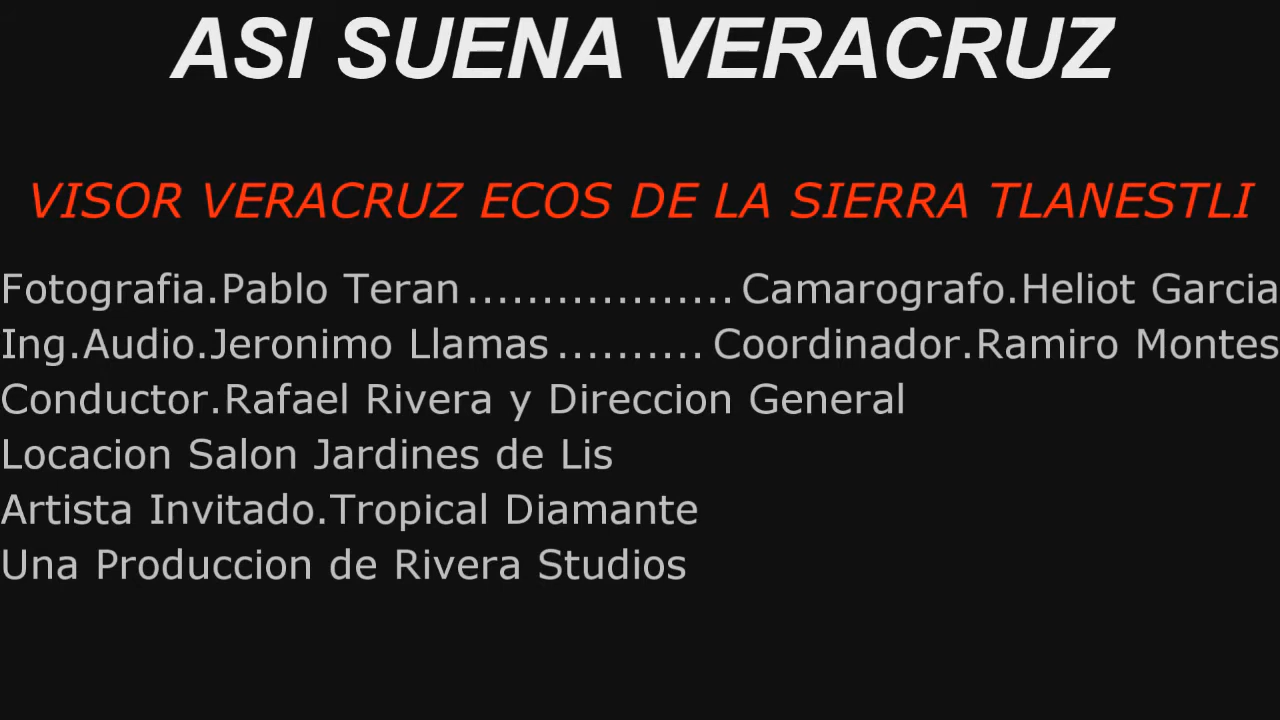 ASI SUENA VERACRUZ
VISOR VERACRUZ ECOS DE LA SIERRA TLANESTLI
Fotografia.Pablo Teran.................. Camarografo.Heliot Garcia
Ing.Audio.Jeronimo Llamas.......... Coordinador.Ramiro Montes
Conductor.Rafael Rivera y Direccion General
Locacion Salon Jardines de Lis
Artista Invitado.Tropical Diamante
Una Produccion de Rivera Studios